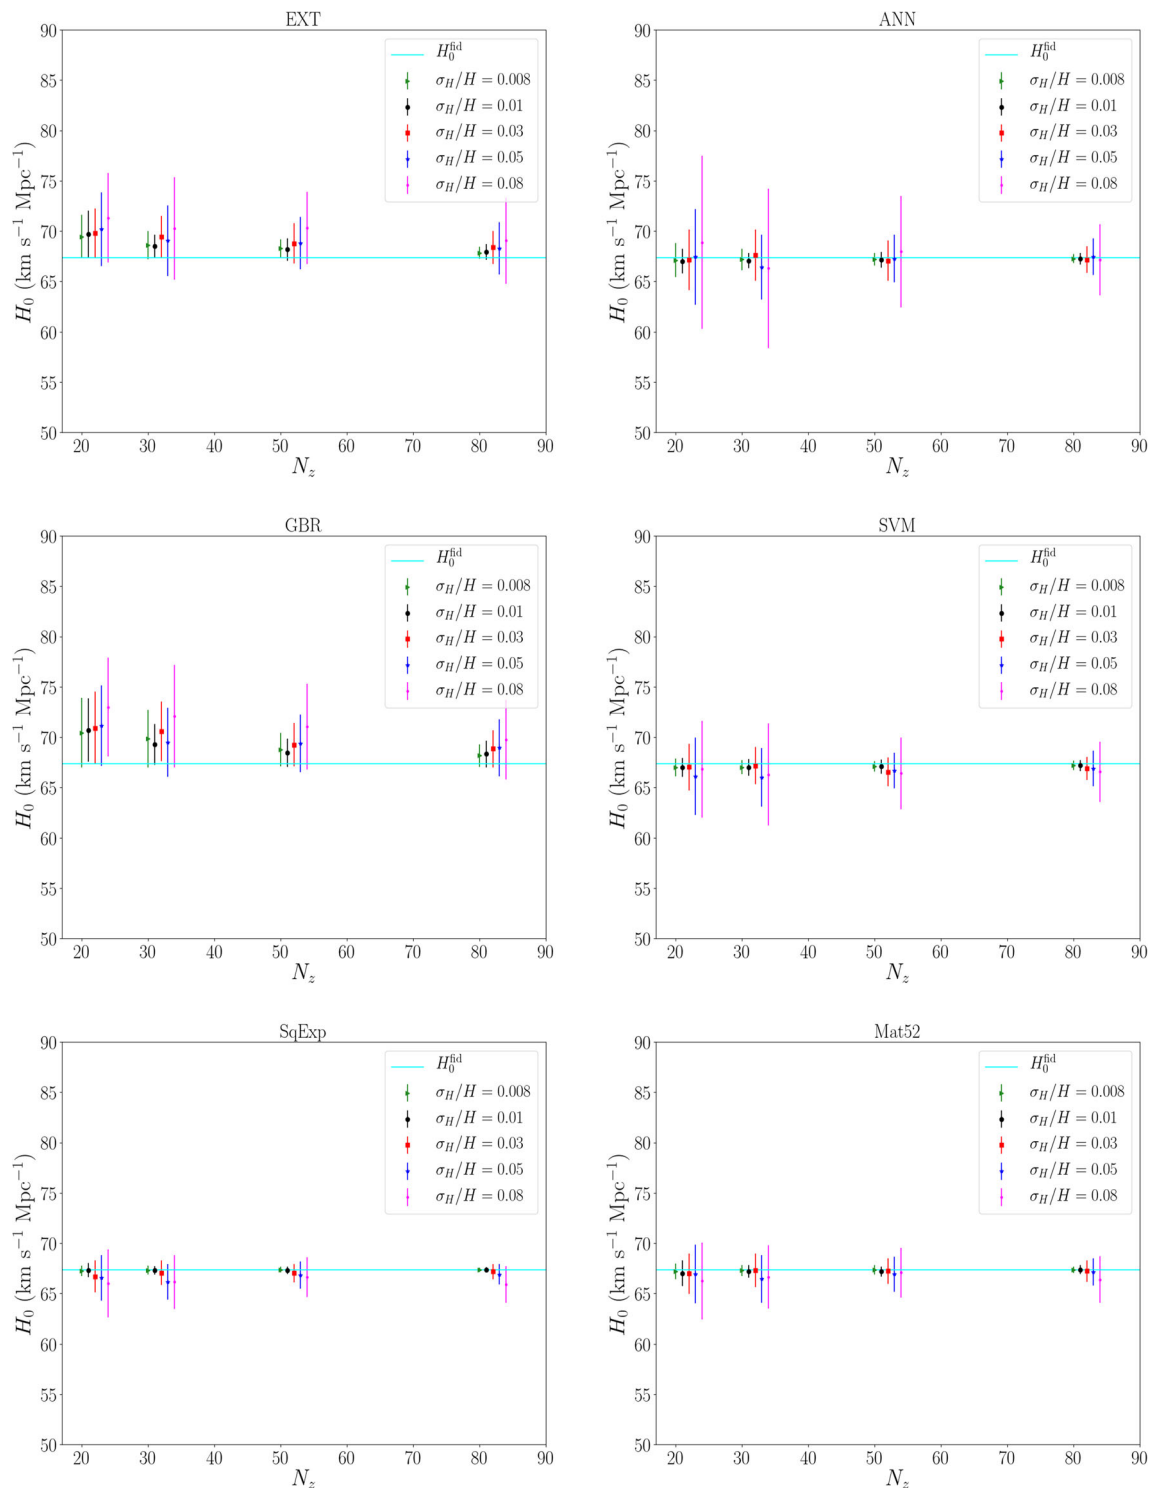 EXT
90
85
80
75
70
65
60
55
50
H₀ (km s⁻¹ Mpc⁻¹)
H₀^fid
σ_H/H = 0.008
σ_H/H = 0.01
σ_H/H = 0.03
σ_H/H = 0.05
σ_H/H = 0.08
20 30 40 50 60 70 80 90
N_z
ANN
90
85
80
75
70
65
60
55
50
H₀ (km s⁻¹ Mpc⁻¹)
H₀^fid
σ_H/H = 0.008
σ_H/H = 0.01
σ_H/H = 0.03
σ_H/H = 0.05
σ_H/H = 0.08
20 30 40 50 60 70 80 90
N_z
GBR
90
85
80
75
70
65
60
55
50
H₀ (km s⁻¹ Mpc⁻¹)
H₀^fid
σ_H/H = 0.008
σ_H/H = 0.01
σ_H/H = 0.03
σ_H/H = 0.05
σ_H/H = 0.08
20 30 40 50 60 70 80 90
N_z
SVM
90
85
80
75
70
65
60
55
50
H₀ (km s⁻¹ Mpc⁻¹)
H₀^fid
σ_H/H = 0.008
σ_H/H = 0.01
σ_H/H = 0.03
σ_H/H = 0.05
σ_H/H = 0.08
20 30 40 50 60 70 80 90
N_z
SqExp
90
85
80
75
70
65
60
55
50
H₀ (km s⁻¹ Mpc⁻¹)
H₀^fid
σ_H/H = 0.008
σ_H/H = 0.01
σ_H/H = 0.03
σ_H/H = 0.05
σ_H/H = 0.08
20 30 40 50 60 70 80 90
N_z
Mat52
90
85
80
75
70
65
60
55
50
H₀ (km s⁻¹ Mpc⁻¹)
H₀^fid
σ_H/H = 0.008
σ_H/H = 0.01
σ_H/H = 0.03
σ_H/H = 0.05
σ_H/H = 0.08
20 30 40 50 60 70 80 90
N_z